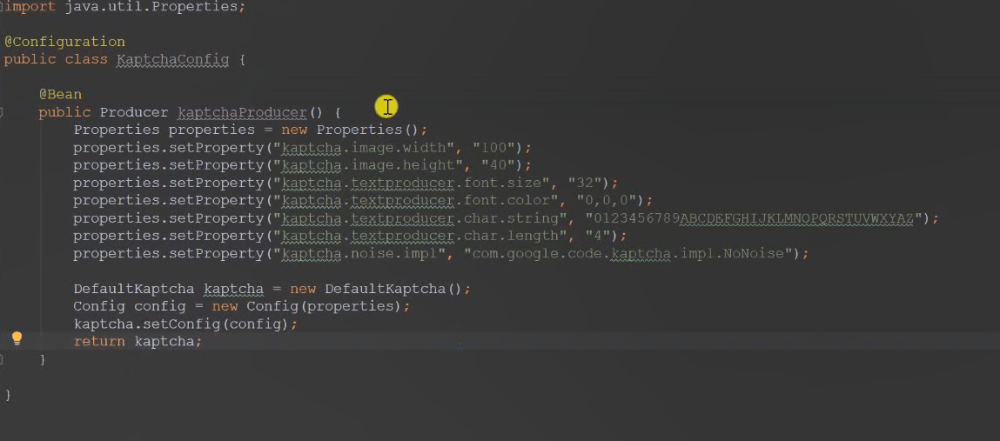 import java.util.Properties;
@Configuration
public class KaptchaConfig {
@Bean
public Producer kaptchaProducer() {
Properties properties = new Properties();
properties.setProperty("kaptcha.image.width", "100");
properties.setProperty("kaptcha.image.height", "40");
properties.setProperty("kaptcha.textproducer.font.size", "32");
properties.setProperty("kaptcha.textproducer.font.color", "0,0,0");
properties.setProperty("kaptcha.textproducer.char.string", "0123456789ABCDEFGHIJKLMNOPQRSTUVWXYAZ");
properties.setProperty("kaptcha.textproducer.char.length", "4");
properties.setProperty("kaptcha.noise.impl", "com.google.code.kaptcha.impl.NoNoise");
DefaultKaptcha kaptcha = new DefaultKaptcha();
Config config = new Config(properties);
kaptcha.setConfig(config);
return kaptcha;
}
}